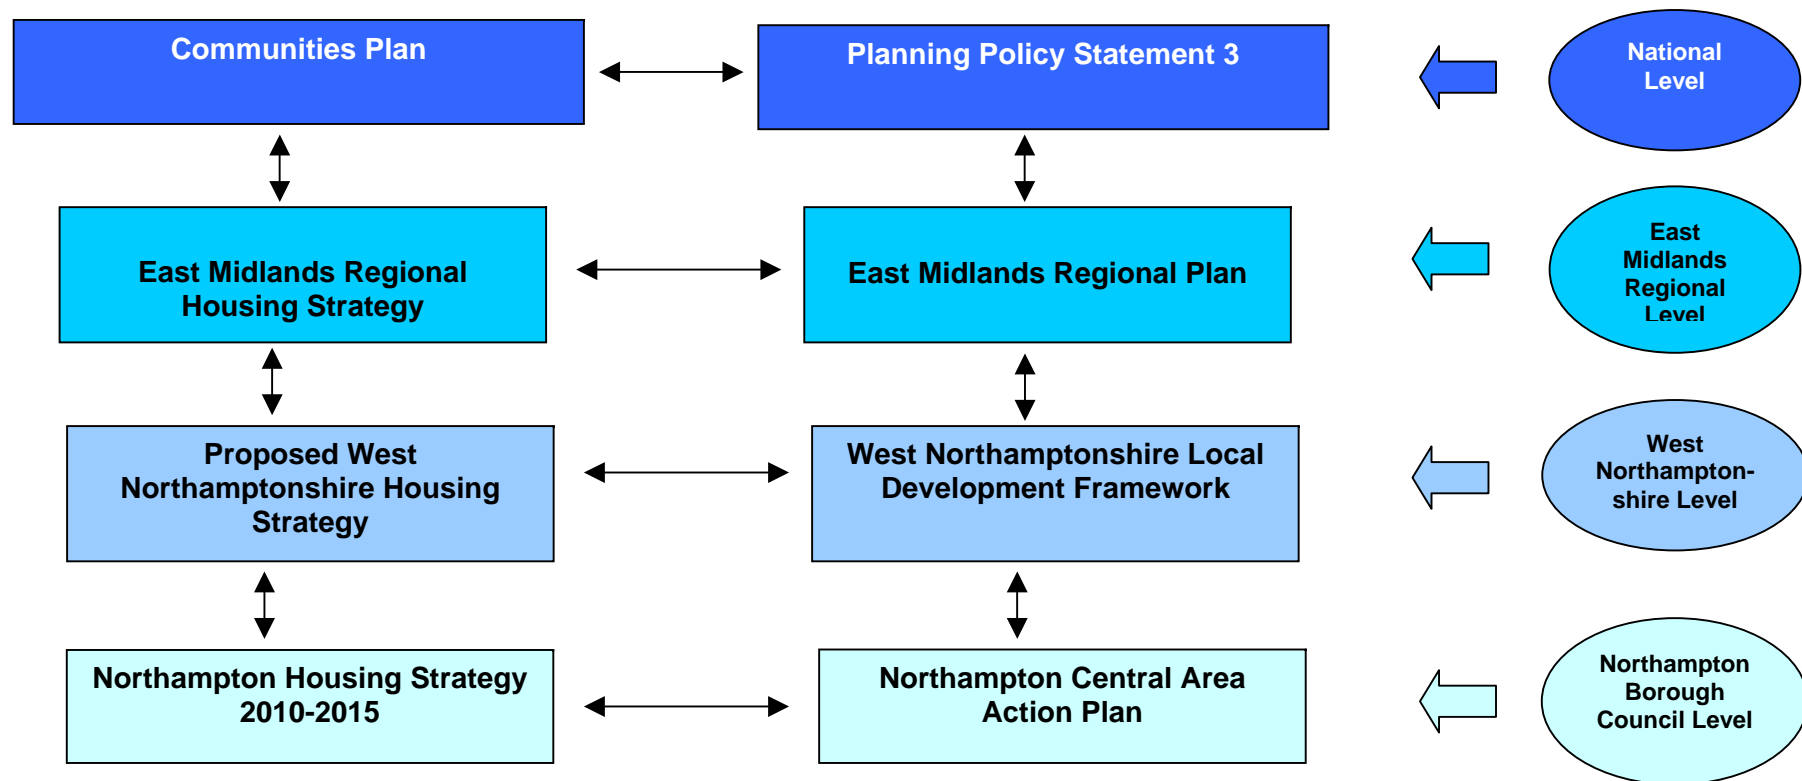 Communities Plan
Planning Policy Statement 3
National
Level
East Midlands Regional
Housing Strategy
East Midlands Regional Plan
East
Midlands
Regional
Level
Proposed West
Northamptonshire Housing
Strategy
West Northamptonshire Local
Development Framework
West
Northampton-
shire Level
Northampton Housing Strategy
2010-2015
Northampton Central Area
Action Plan
Northampton
Borough
Council Level